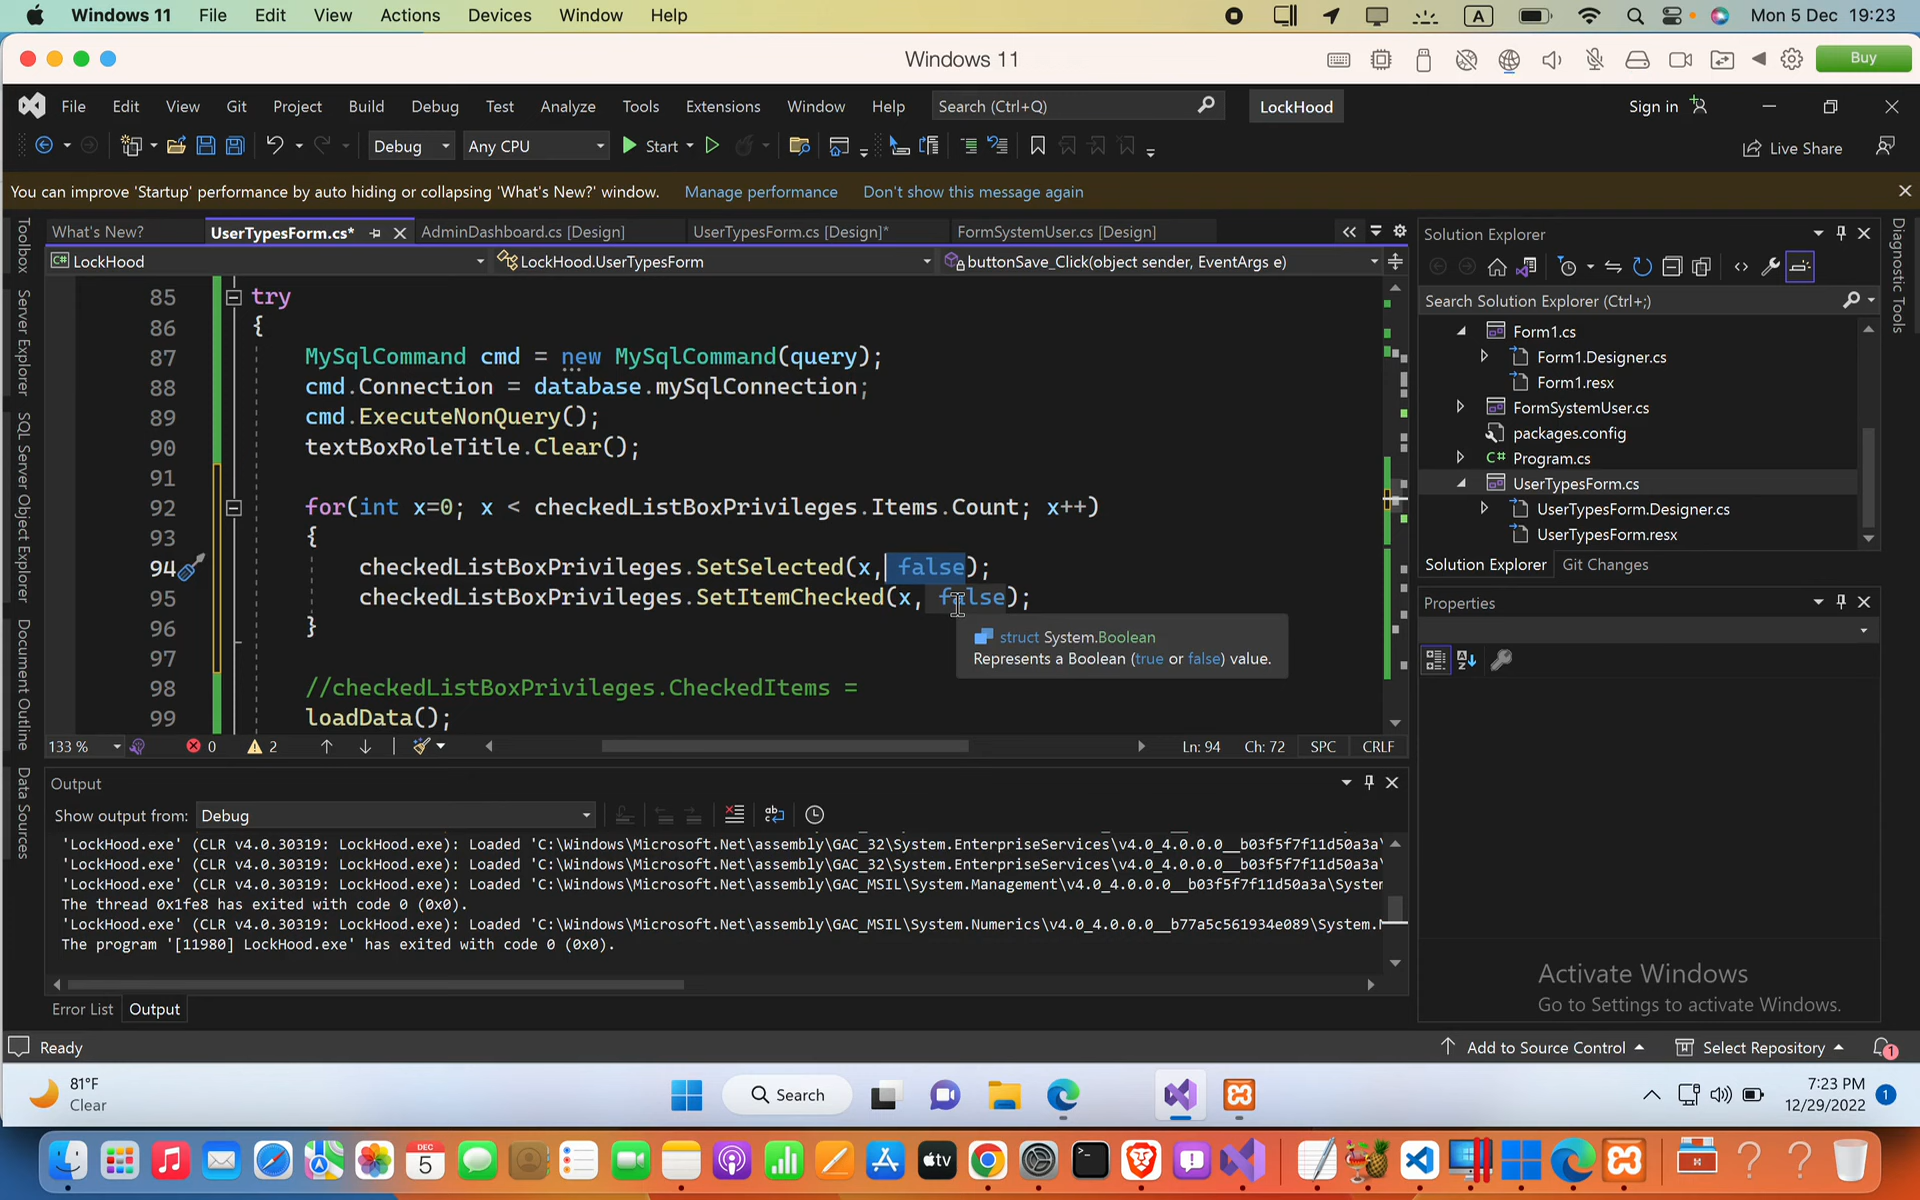 Windows 11 File Edit View Actions Devices Window Help A Mon 5 Dec 19:23
Windows 11 Buy
File Edit View Git Project Build Debug Test Analyze Tools Extensions Window Help Search (Ctrl+Q) LockHood Sign in
Debug Any CPU Start Live Share
You can improve 'Startup' performance by auto hiding or collapsing 'What's New?' window. Manage performance Don't show this message again
What's New? UserTypesForm.cs* AdminDashboard.cs [Design] UserTypesForm.cs [Design]* FormSystemUser.cs [Design]
C# LockHood LockHood.UserTypesForm buttonSave_Click(object sender, EventArgs e)
85 try
86 {
87 MySqlCommand cmd = new MySqlCommand(query);
88 cmd.Connection = database.mySqlConnection;
89 cmd.ExecuteNonQuery();
90 textBoxRoleTitle.Clear();
91
92 for(int x=0; x < checkedListBoxPrivileges.Items.Count; x++)
93 {
94 checkedListBoxPrivileges.SetSelected(x, false);
95 checkedListBoxPrivileges.SetItemChecked(x, false);
96 }
97
98 //checkedListBoxPrivileges.CheckedItems =
99 loadData();
struct System.Boolean
Represents a Boolean (true or false) value.
133 % 0 2 Ln: 94 Ch: 72 SPC CRLF
Output
Show output from: Debug
'LockHood.exe' (CLR v4.0.30319: LockHood.exe): Loaded 'C:\Windows\Microsoft.Net\assembly\GAC_32\System.EnterpriseServices\v4.0_4.0.0.0__b03f5f7f11d50a3a\
'LockHood.exe' (CLR v4.0.30319: LockHood.exe): Loaded 'C:\Windows\Microsoft.Net\assembly\GAC_32\System.EnterpriseServices\v4.0_4.0.0.0__b03f5f7f11d50a3a\
'LockHood.exe' (CLR v4.0.30319: LockHood.exe): Loaded 'C:\Windows\Microsoft.Net\assembly\GAC_MSIL\System.Management\v4.0_4.0.0.0__b03f5f7f11d50a3a\System
The thread 0x1fe8 has exited with code 0 (0x0).
'LockHood.exe' (CLR v4.0.30319: LockHood.exe): Loaded 'C:\Windows\Microsoft.Net\assembly\GAC_MSIL\System.Numerics\v4.0_4.0.0.0__b77a5c561934e089\System.
The program '[11980] LockHood.exe' has exited with code 0 (0x0).
Error List Output
Toolbox
Server Explorer
SQL Server Object Explorer
Document Outline
Data Sources
Solution Explorer
Search Solution Explorer (Ctrl+;)
Form1.cs
Form1.Designer.cs
Form1.resx
FormSystemUser.cs
packages.config
C# Program.cs
UserTypesForm.cs
UserTypesForm.Designer.cs
UserTypesForm.resx
Solution Explorer Git Changes
Properties
Diagnostic Tools
Activate Windows
Go to Settings to activate Windows.
Ready Add to Source Control Select Repository 1
81°F
Clear
Search
7:23 PM
12/29/2022 1
DEC
5
tv